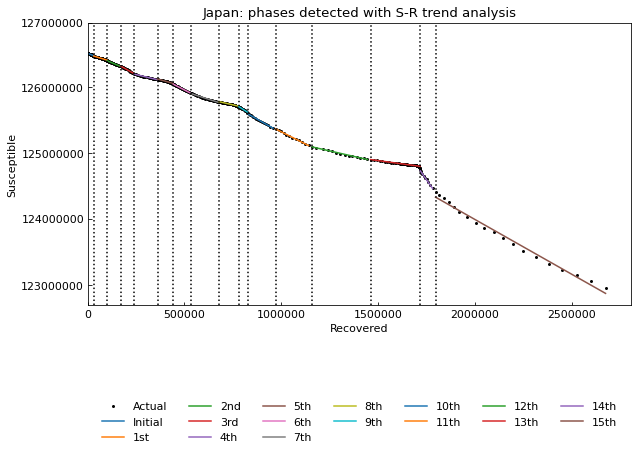 Japan: phases detected with S-R trend analysis
127000000
126000000
125000000
124000000
123000000
Susceptible
0 500000 1000000 1500000 2000000 2500000
Recovered
Actual 2nd 5th 8th 10th 12th 14th
Initial 3rd 6th 9th 11th 13th 15th
1st 4th 7th